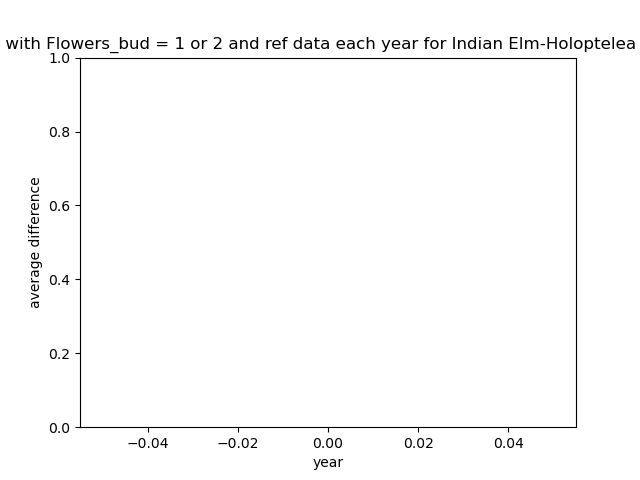 with Flowers_bud = 1 or 2 and ref data each year for Indian Elm-Holoptelea
1.0
0.8
0.6
0.4
0.2
0.0
average difference
−0.04 −0.02 0.00 0.02 0.04
year